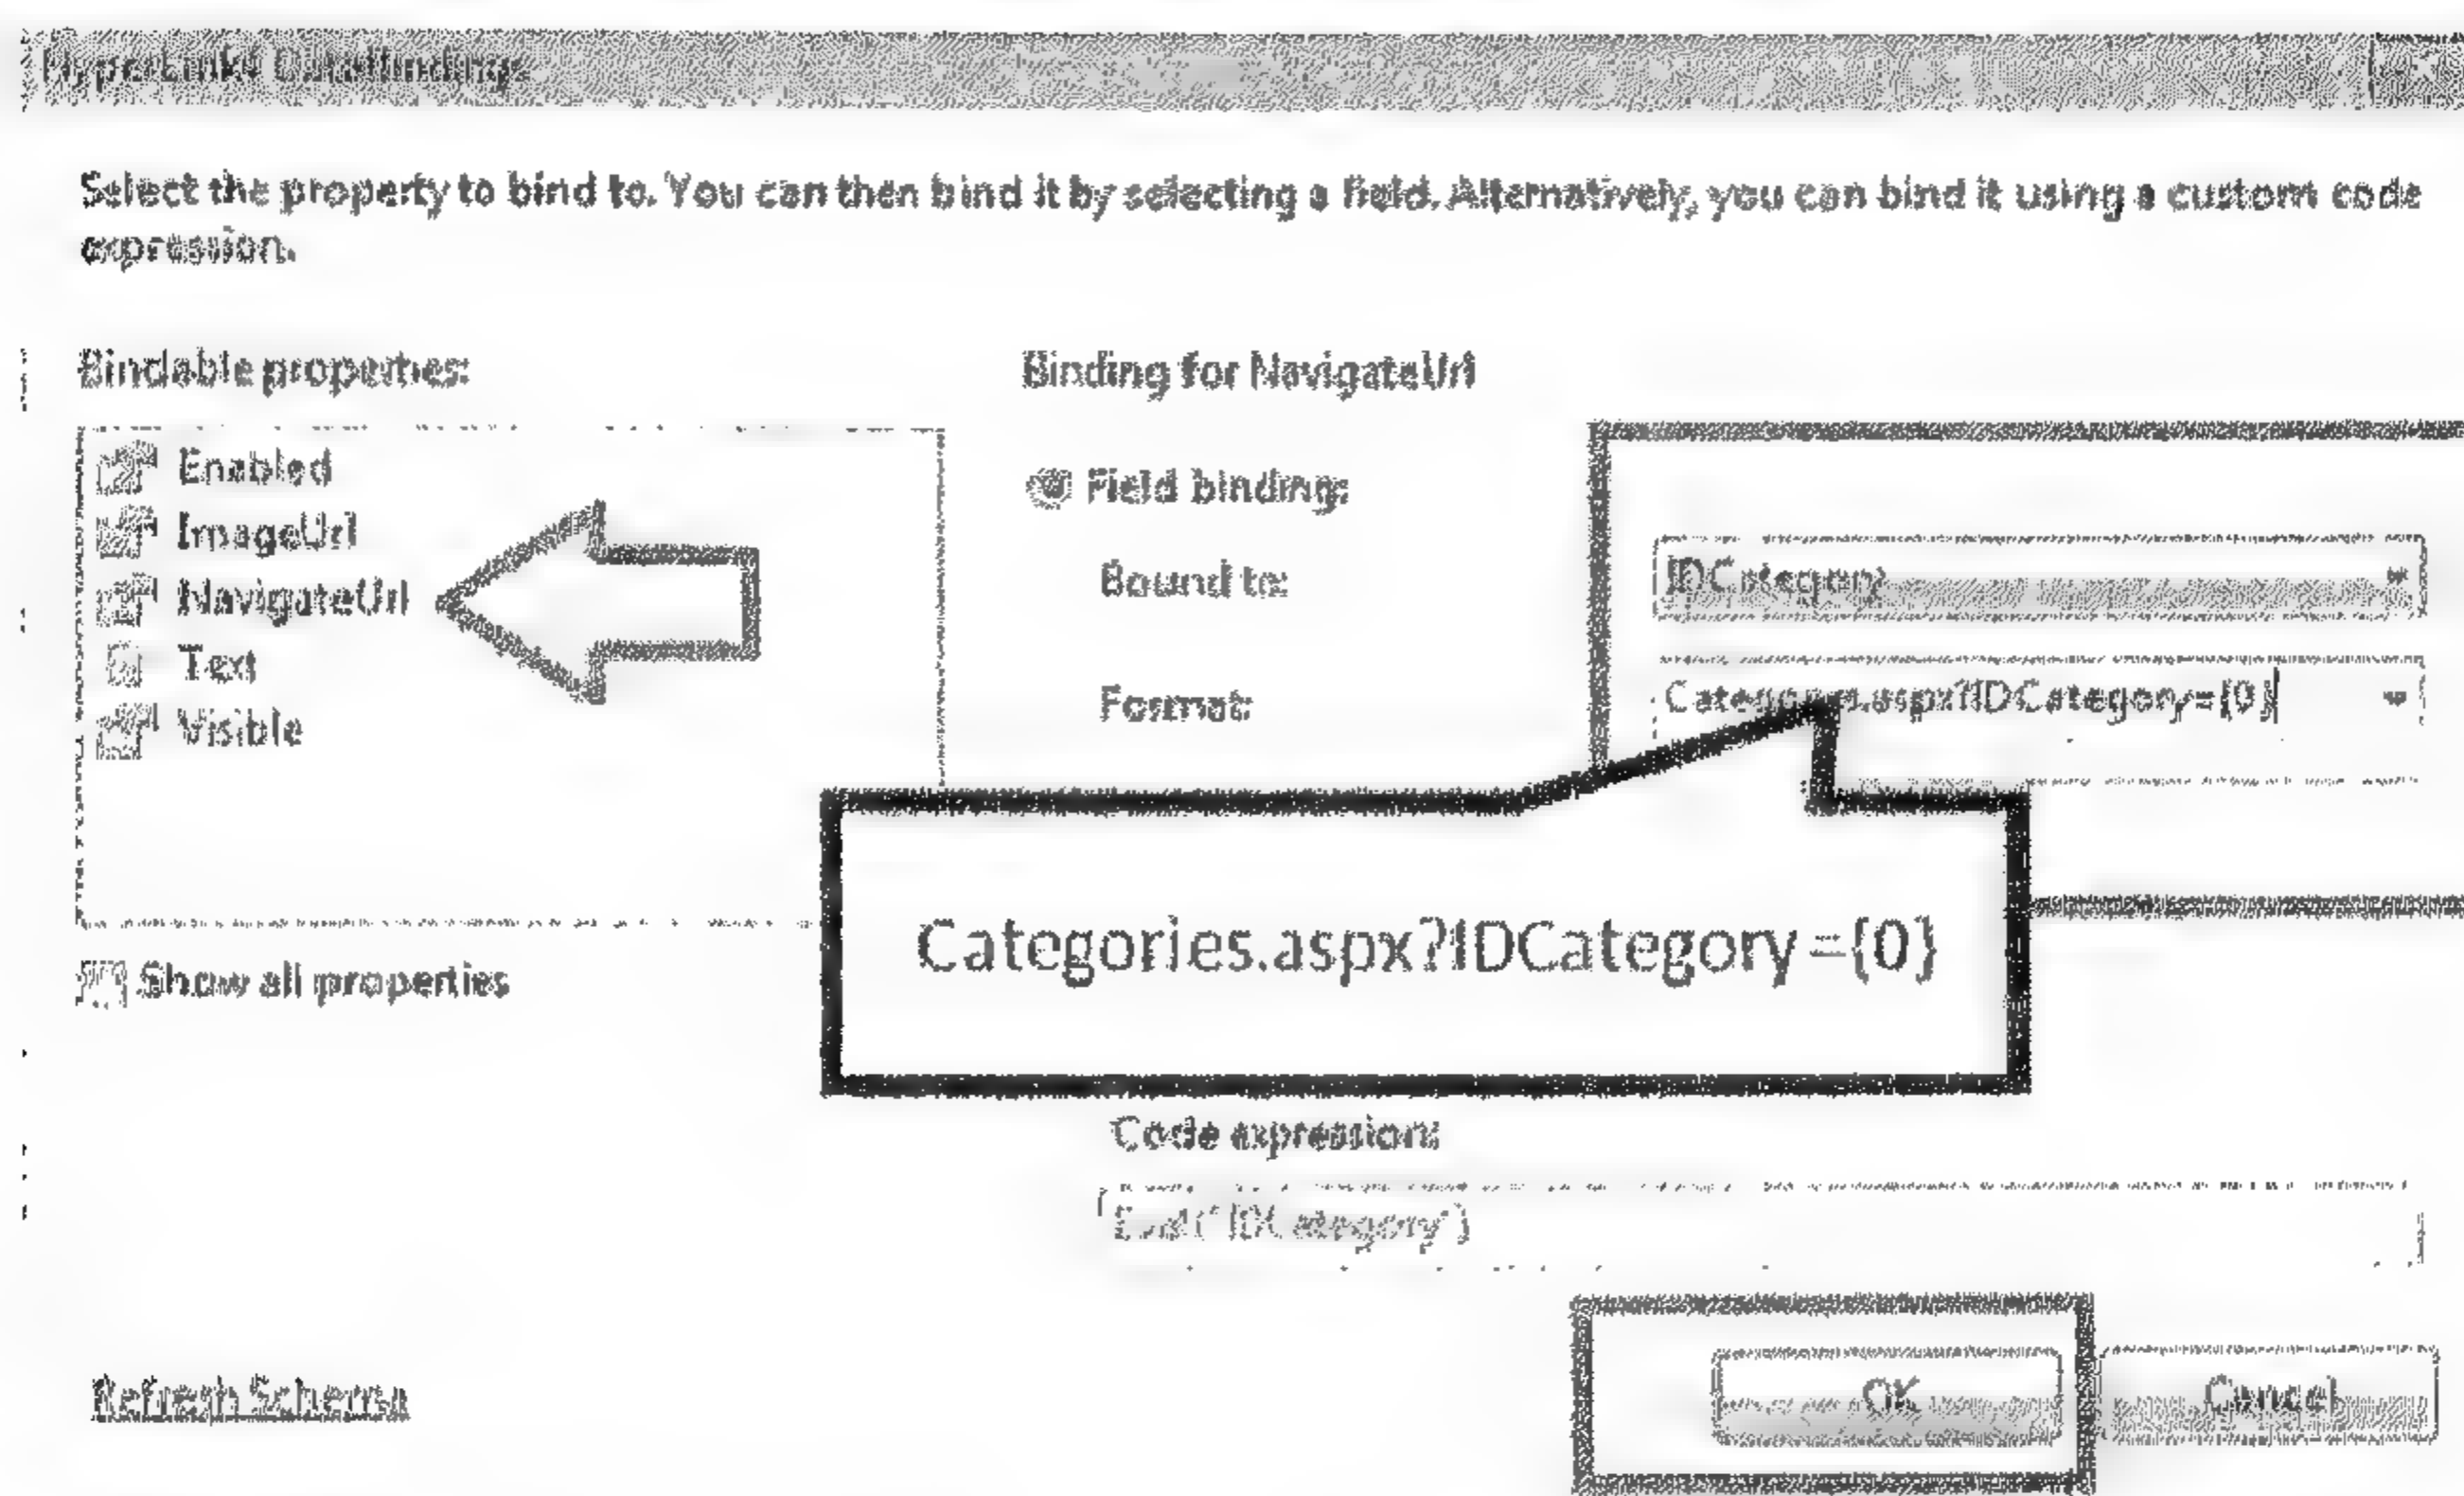 HyperLink4 DataBindings
Select the property to bind to. You can then bind it by selecting a field. Alternatively, you can bind it using a custom code
expression.
Bindable properties:
Binding for NavigateUrl
Enabled
ImageUrl
NavigateUrl
Text
Visible
Field binding:
Bound to:
IDCategory
Format:
Categories.aspx?IDCategory={0}
Categories.aspx?IDCategory={0}
Show all properties
Code expression:
Eval("IDCategory")
Refresh Schema
OK
Cancel